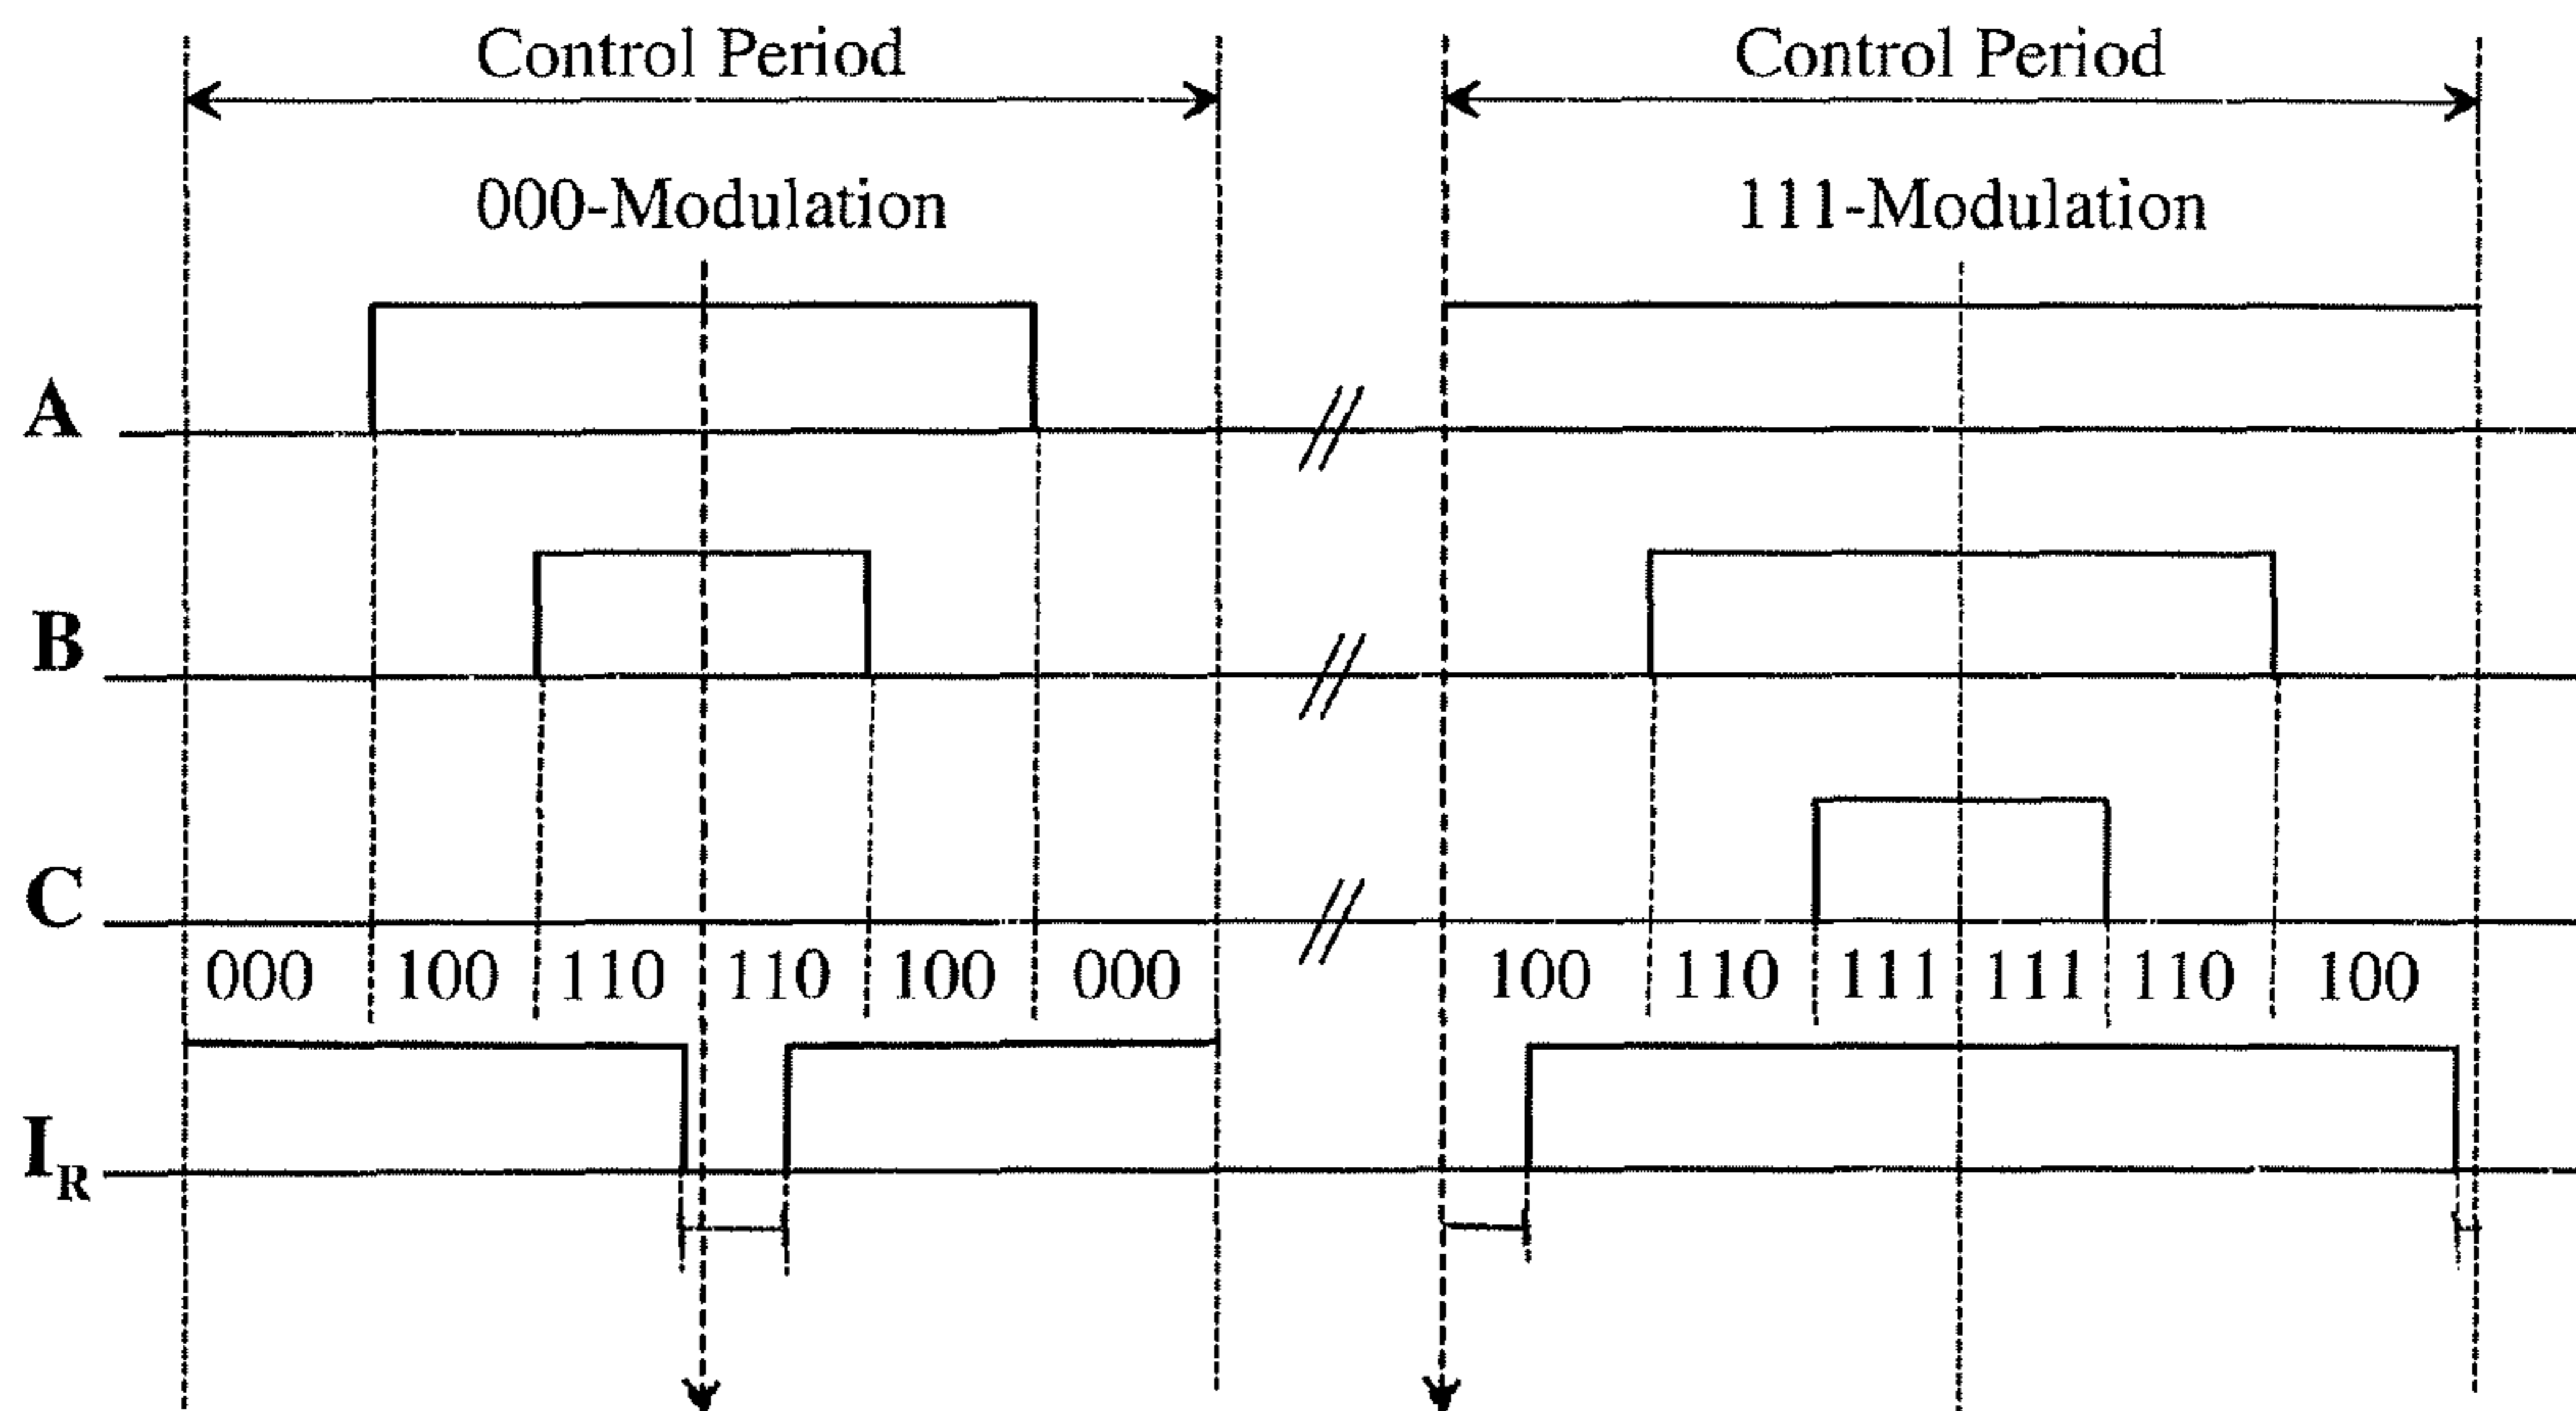 Control Period Control Period
000-Modulation 111-Modulation
A
B
C
000 100 110 110 100 000 100 110 111 111 110 100
I_R